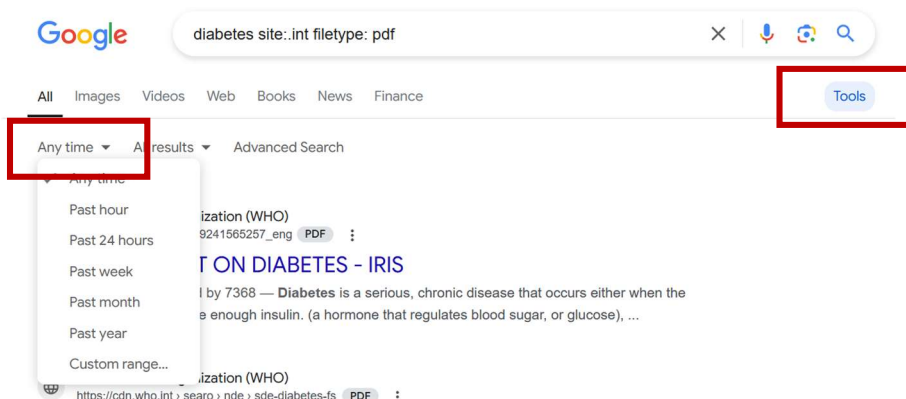 Google
diabetes site:.int filetype: pdf
All Images Videos Web Books News Finance Tools
Any time All results Advanced Search
Any time
Past hour
Past 24 hours
Past week
Past month
Past year
Custom range...
ization (WHO)
9241565257_eng PDF
T ON DIABETES - IRIS
by 7368 — Diabetes is a serious, chronic disease that occurs either when the
e enough insulin. (a hormone that regulates blood sugar, or glucose), ...
ization (WHO)
https://cdn.who.int › searo › nde › sde-diabetes-fs PDF